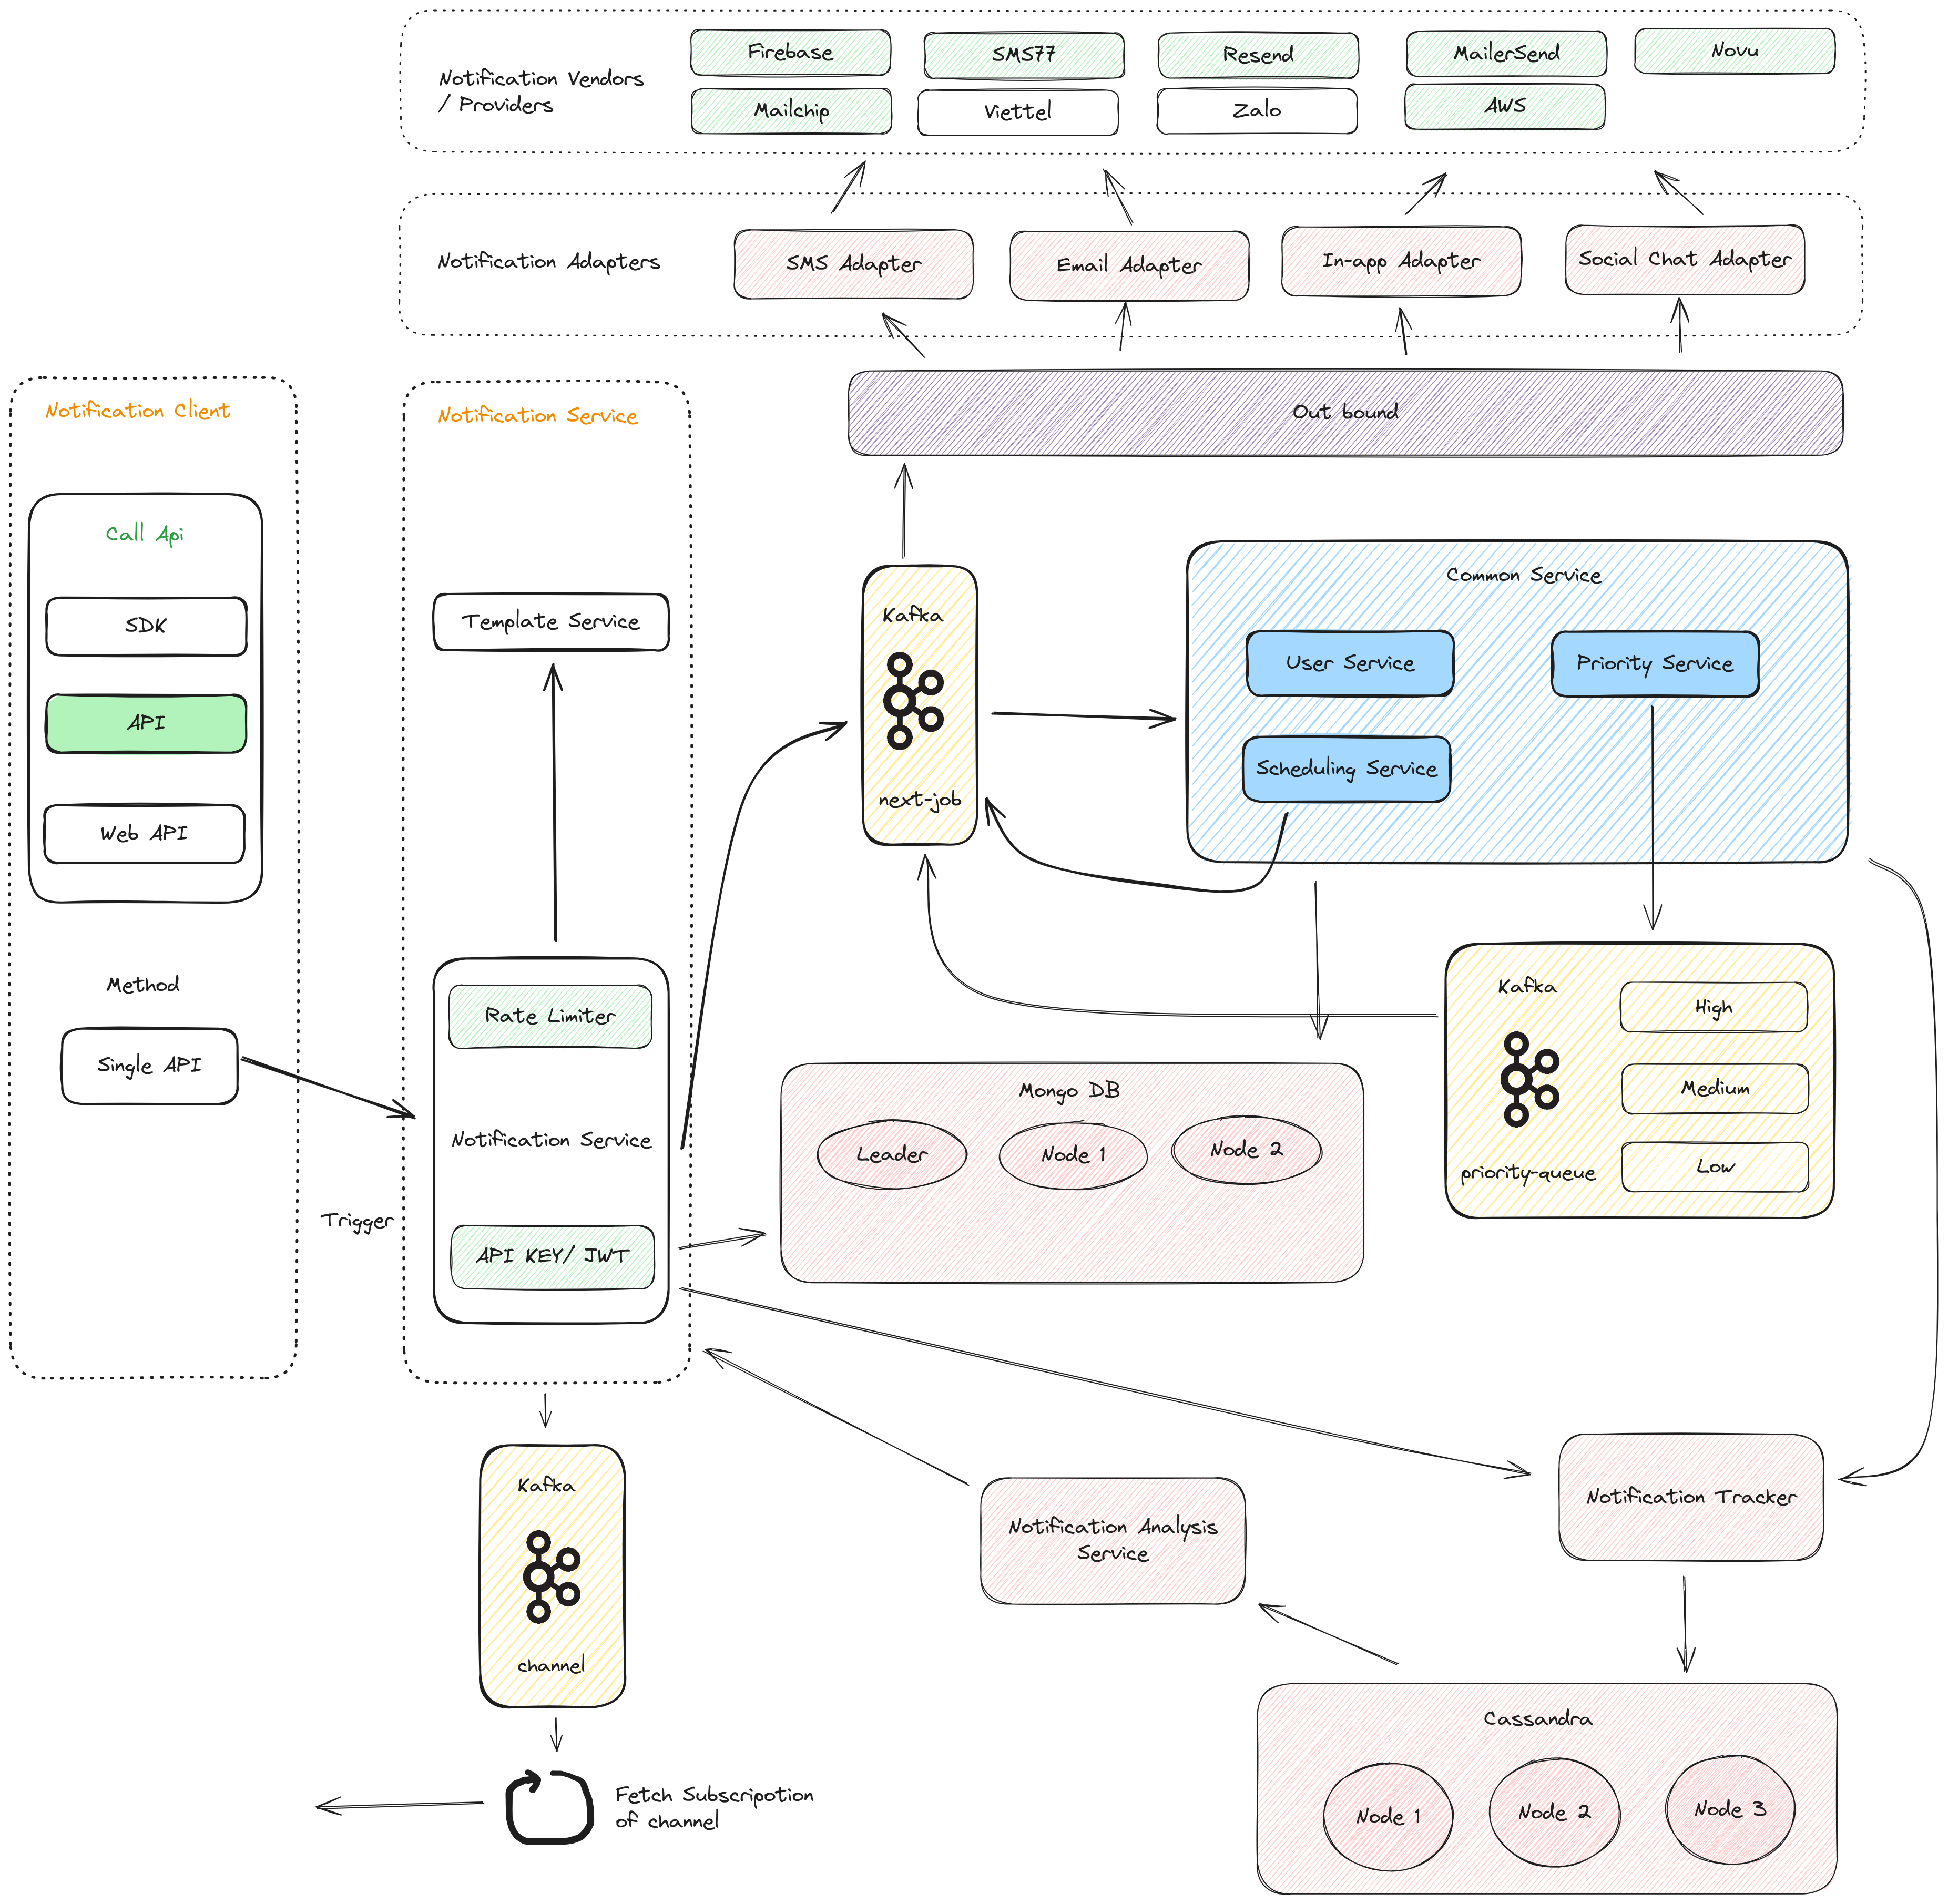 Notification Vendors
/ Providers
Firebase
SMS77
Resend
MailerSend
Novu
Mailchip
Viettel
Zalo
AWS
Notification Adapters
SMS Adapter
Email Adapter
In-app Adapter
Social Chat Adapter
Out bound
Notification Client
Call Api
SDK
API
Web API
Method
Single API
Trigger
Notification Service
Template Service
Rate Limiter
Notification Service
API KEY/ JWT
Kafka
next-job
Common Service
User Service
Priority Service
Scheduling Service
Kafka
priority-queue
High
Medium
Low
Mongo DB
Leader
Node 1
Node 2
Kafka
channel
Fetch Subscripotion
of channel
Notification Analysis
Service
Notification Tracker
Cassandra
Node 1
Node 2
Node 3